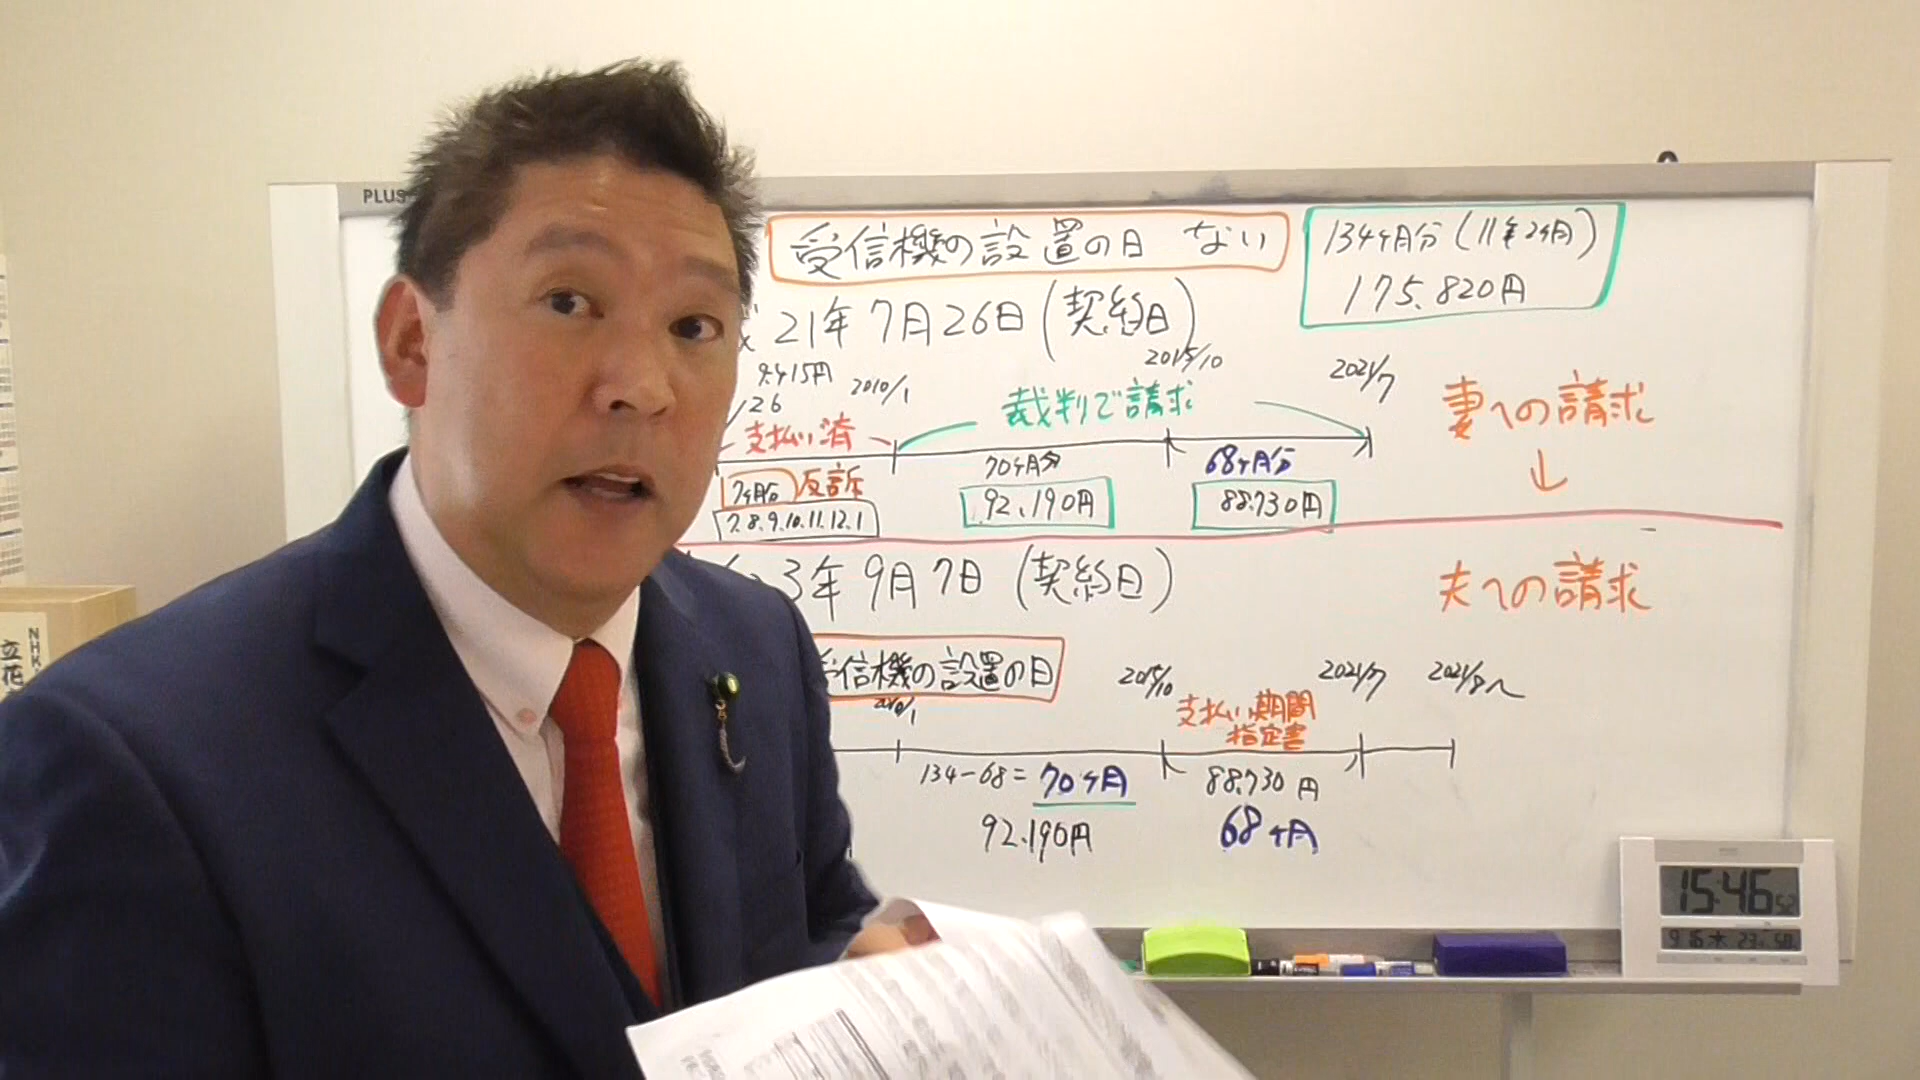 PLUS
受信機の設置の日 ない
134ヶ月分(11年2ヶ月)
175.820円
21年7月26日(契約日)
9.415円
2010/1
2015/10
2021/7
/26
支払い済
裁判で請求
妻への請求
↓
7ヶ月分 反訴
70ヶ月分
68ヶ月分
7.8.9.10.11.12.1
92.190円
88.730円
3年9月7日(契約日)
夫への請求
受信機の設置の日
2010/1
2015/10
2021/7
2021/8〜
支払い期間
指定書
134-68=70ヶ月
88.730円
92.190円
68ヶ月
NHK
立花
15:46 52